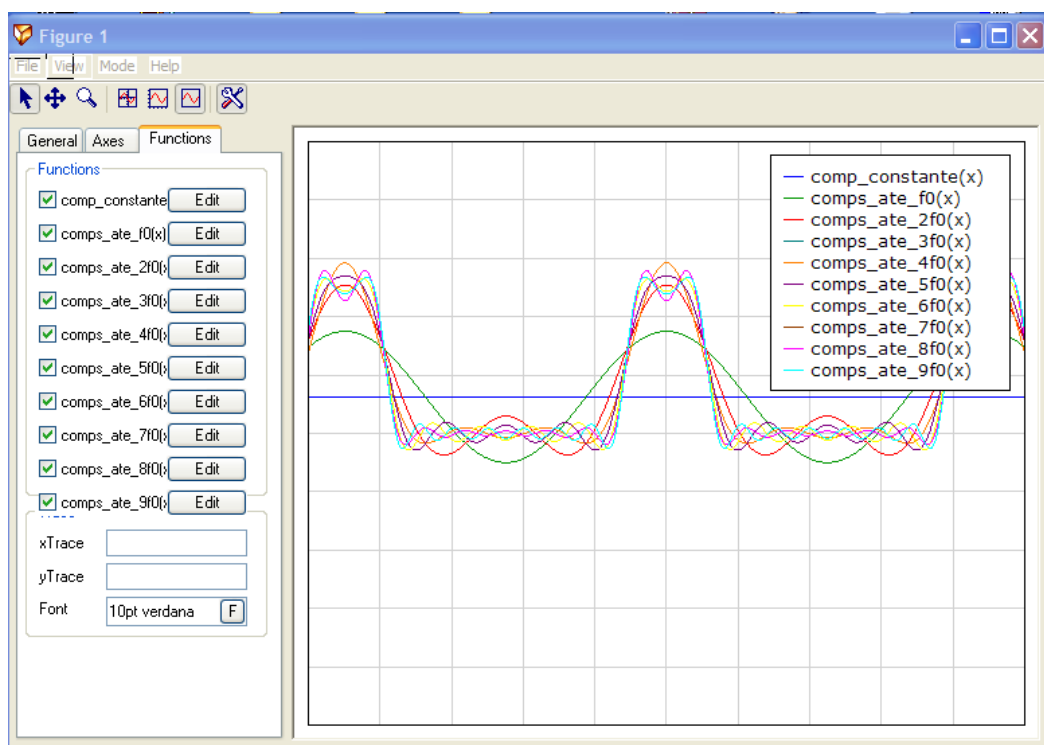 Figure 1
File View Mode Help
General Axes Functions
Functions
comp_constante Edit
comps_ate_f0(x) Edit
comps_ate_2f0( Edit
comps_ate_3f0( Edit
comps_ate_4f0( Edit
comps_ate_5f0( Edit
comps_ate_6f0( Edit
comps_ate_7f0( Edit
comps_ate_8f0( Edit
comps_ate_9f0( Edit
xTrace
yTrace
Font 10pt verdana F
comp_constante(x)
comps_ate_f0(x)
comps_ate_2f0(x)
comps_ate_3f0(x)
comps_ate_4f0(x)
comps_ate_5f0(x)
comps_ate_6f0(x)
comps_ate_7f0(x)
comps_ate_8f0(x)
comps_ate_9f0(x)